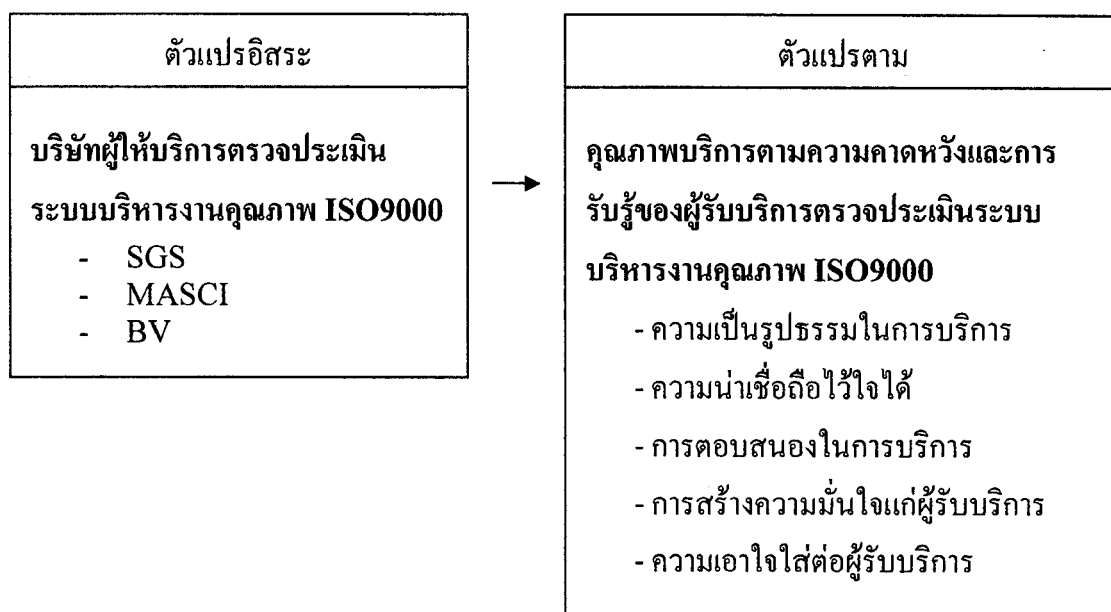 ตัวแปรอิสระ
บริษัทผู้ให้บริการตรวจประเมิน
ระบบบริหารงานคุณภาพ ISO9000
- SGS
- MASCI
- BV
ตัวแปรตาม
คุณภาพบริการตามความคาดหวังและการ
รับรู้ของผู้รับบริการตรวจประเมินระบบ
บริหารงานคุณภาพ ISO9000
- ความเป็นรูปธรรมในการบริการ
- ความน่าเชื่อถือไว้ใจได้
- การตอบสนองในการบริการ
- การสร้างความมั่นใจแก่ผู้รับบริการ
- ความเอาใจใส่ต่อผู้รับบริการ